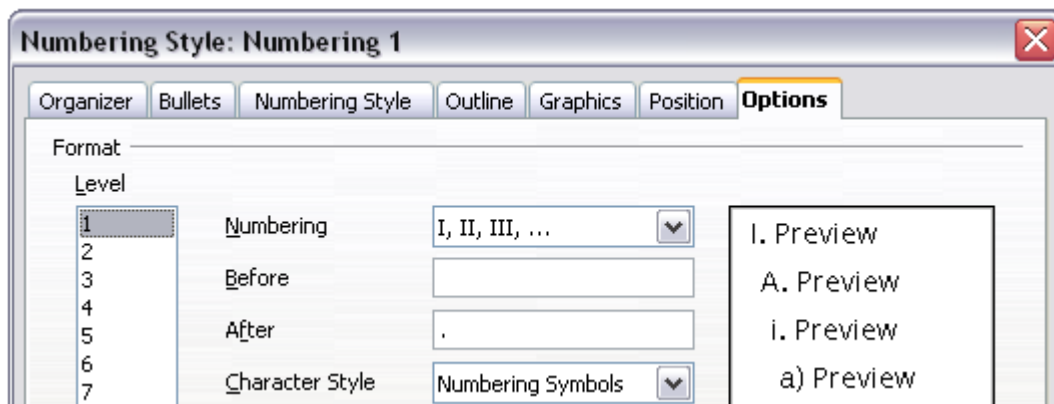 Numbering Style: Numbering 1
Organizer Bullets Numbering Style Outline Graphics Position Options
Format
Level
1
2
3
4
5
6
7
Numbering I, II, III, ...
Before
After .
Character Style Numbering Symbols
I. Preview
A. Preview
i. Preview
a) Preview